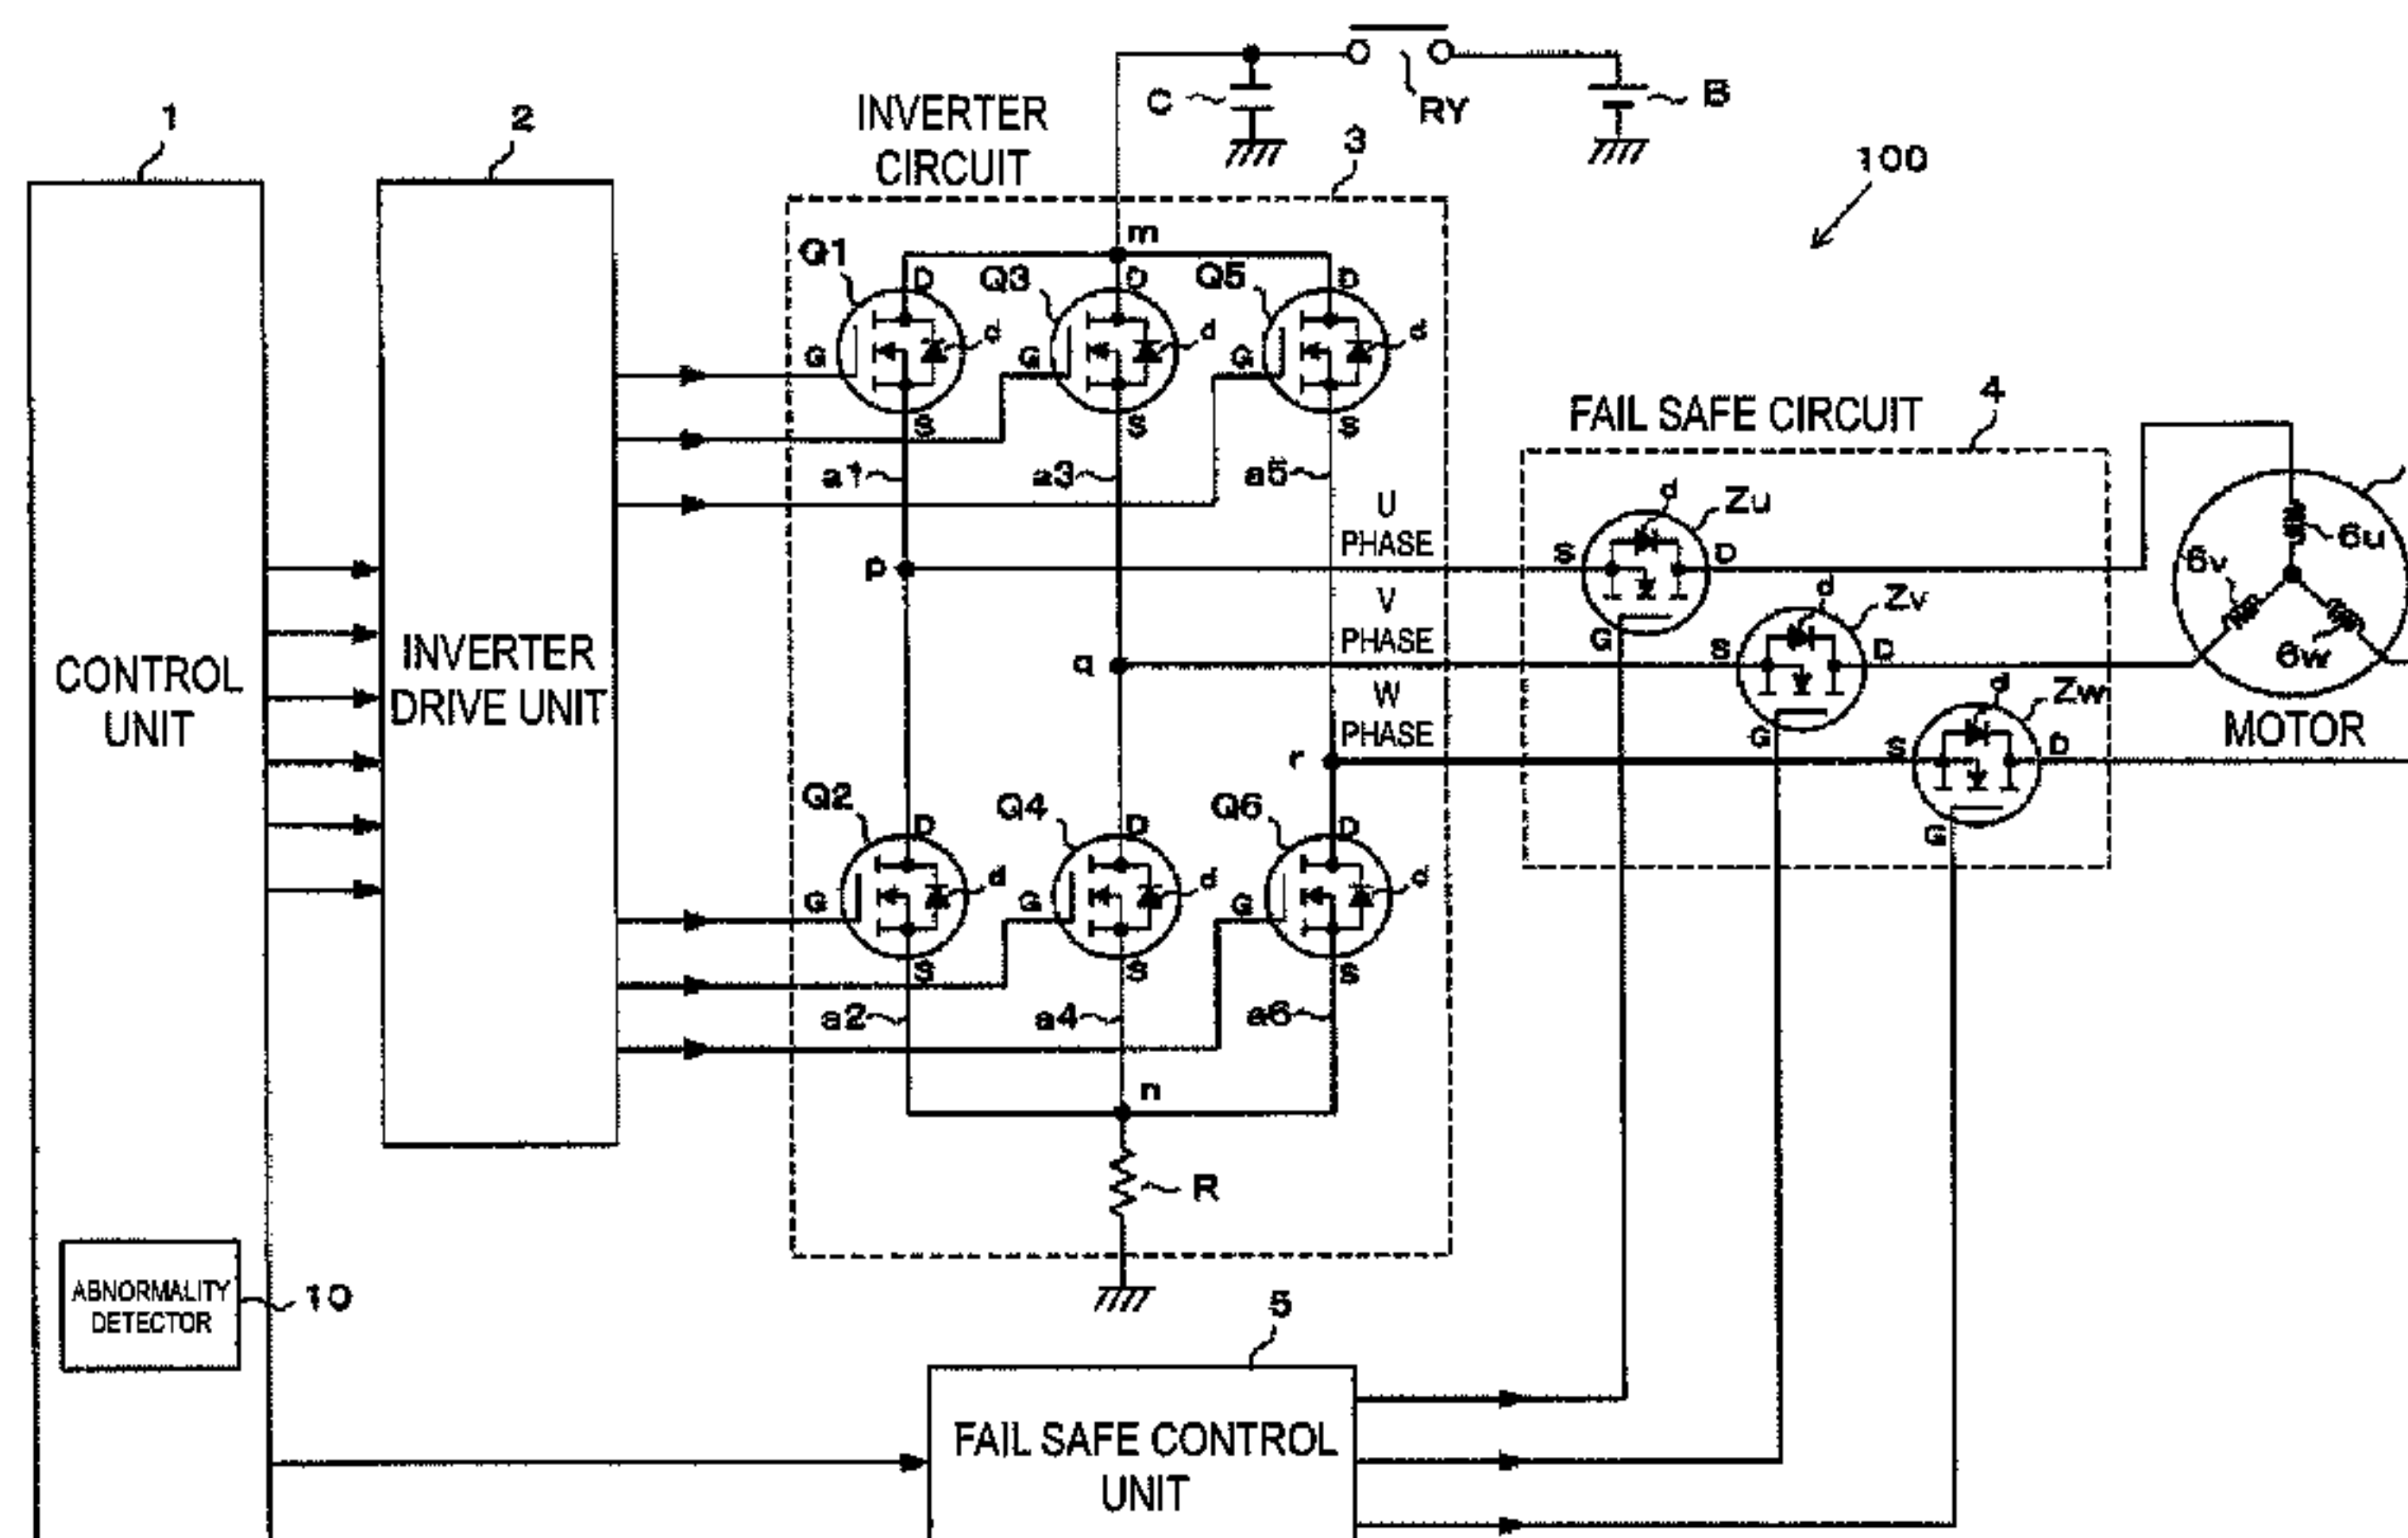 1
2
INVERTER
CIRCUIT
C
RY
B
3
100
m
Q1
D
Q3
D
Q5
D
G
d
G
d
G
d
S
S
S
a1
a3
a5
FAIL SAFE CIRCUIT
4
U
PHASE
d
Zu
S
D
G
p
V
PHASE
d
Zv
S
D
G
q
W
PHASE
d
Zw
S
D
G
r
6u
6v
6w
MOTOR
CONTROL
UNIT
INVERTER
DRIVE UNIT
Q2
D
Q4
D
Q6
D
G
d
G
d
G
d
S
S
S
a2
a4
a6
n
R
ABNORMALITY
DETECTOR
10
5
FAIL SAFE CONTROL
UNIT